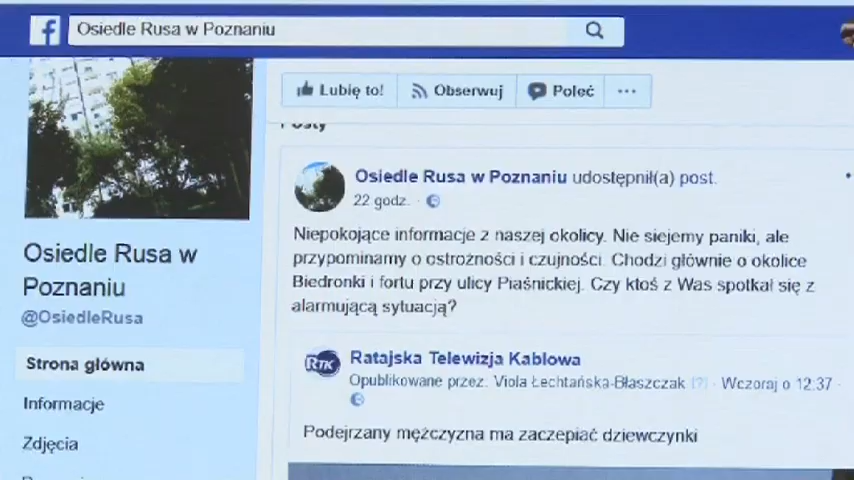 Osiedle Rusa w Poznaniu
Lubię to!
Obserwuj
Poleć
Posty
Osiedle Rusa w Poznaniu udostępnił(a) post.
22 godz.
Niepokojące informacje z naszej okolicy. Nie siejemy paniki, ale
przypominamy o ostrożności i czujności. Chodzi głównie o okolice
Biedronki i fortu przy ulicy Piaśnickiej. Czy ktoś z Was spotkał się z
alarmującą sytuacją?
Osiedle Rusa w
Poznaniu
@OsiedleRusa
Strona główna
Informacje
Zdjęcia
RTK
Ratajska Telewizja Kablowa
Opublikowane przez: Viola Łechtańska-Błaszczak [?] · Wczoraj o 12:37 ·
Podejrzany mężczyzna ma zaczepiać dziewczynki